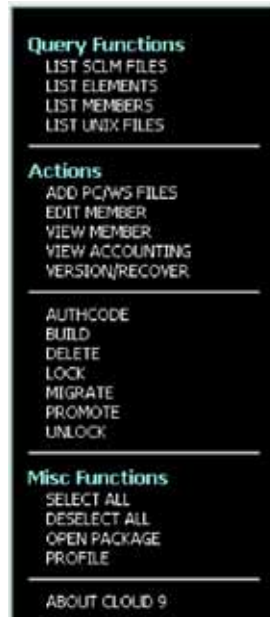 Query Functions
LIST SCLM FILES
LIST ELEMENTS
LIST MEMBERS
LIST UNIX FILES
Actions
ADD PC/WS FILES
EDIT MEMBER
VIEW MEMBER
VIEW ACCOUNTING
VERSION/RECOVER
AUTHCODE
BUILD
DELETE
LOCK
MIGRATE
PROMOTE
UNLOCK
Misc Functions
SELECT ALL
DESELECT ALL
OPEN PACKAGE
PROFILE
ABOUT CLOUD 9